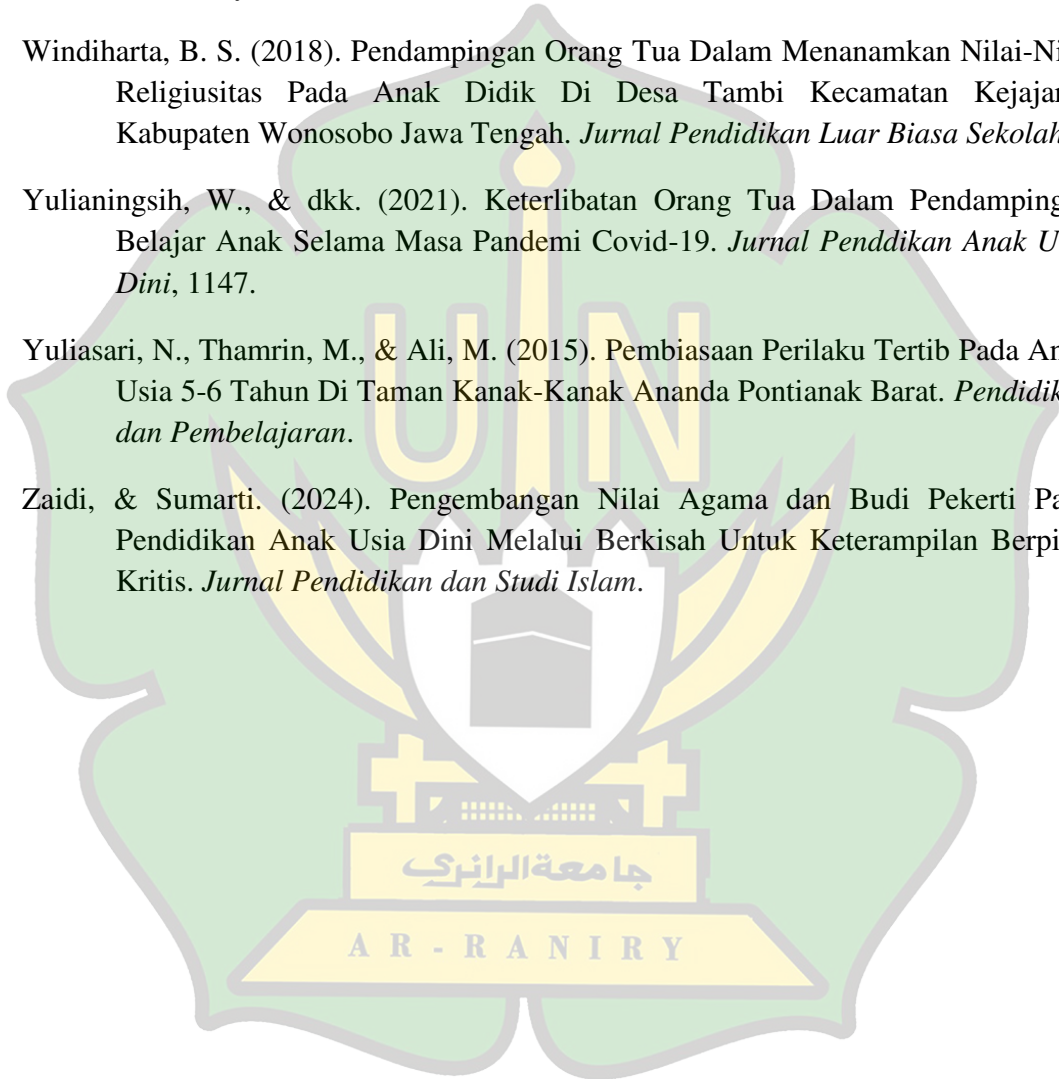 Windiharta, B. S. (2018). Pendampingan Orang Tua Dalam Menanamkan Nilai-Ni
Religiusitas Pada Anak Didik Di Desa Tambi Kecamatan Kejajar
Kabupaten Wonosobo Jawa Tengah. Jurnal Pendidikan Luar Biasa Sekolah
Yulianingsih, W., & dkk. (2021). Keterlibatan Orang Tua Dalam Pendamping
Belajar Anak Selama Masa Pandemi Covid-19. Jurnal Penddikan Anak U
Dini, 1147.
Yuliasari, N., Thamrin, M., & Ali, M. (2015). Pembiasaan Perilaku Tertib Pada An
Usia 5-6 Tahun Di Taman Kanak-Kanak Ananda Pontianak Barat. Pendidik
dan Pembelajaran.
Zaidi, & Sumarti. (2024). Pengembangan Nilai Agama dan Budi Pekerti Pa
Pendidikan Anak Usia Dini Melalui Berkisah Untuk Keterampilan Berpi
Kritis. Jurnal Pendidikan dan Studi Islam.
UIN
جامعةالرانري
AR-RANIRY